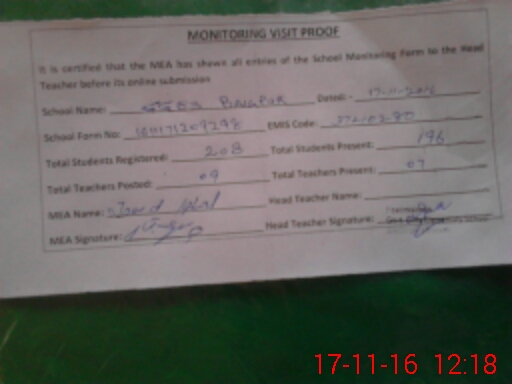 MONITORING VISIT PROOF
It is certified that the MEA has shown all entries of the School Monitoring Form to the Head
Teacher before its online submission
School Name: Dated: - 17-11-2016
School Form No: EMIS Code:
Total Students Registered: 208 Total Students Present: 196
Total Teachers Posted: 09 Total Teachers Present: 07
MEA Name: Head Teacher Name:
MEA Signature: Head Teacher Signature:
17-11-16 12:18